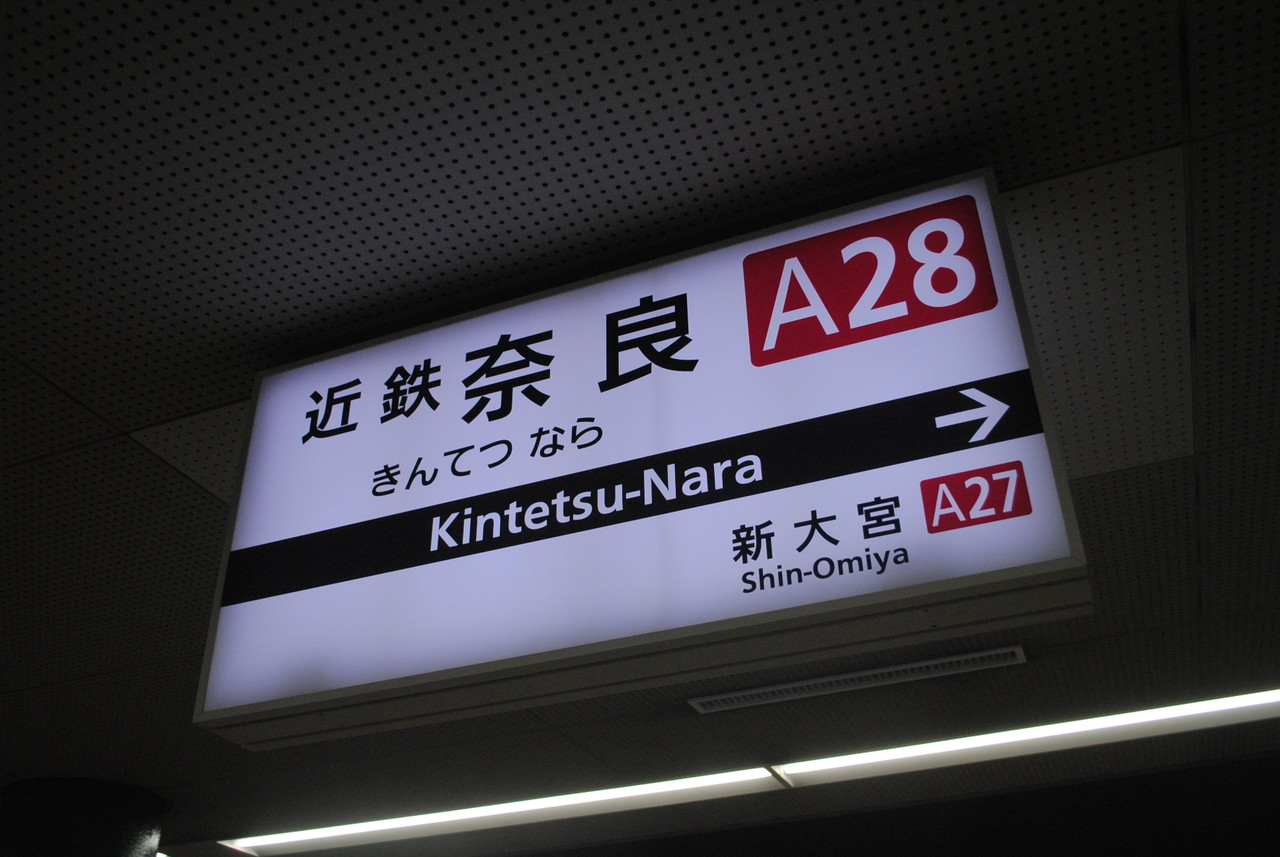 近鉄奈良 A28
きんてつ なら
Kintetsu-Nara →
新大宮 A27
Shin-Omiya